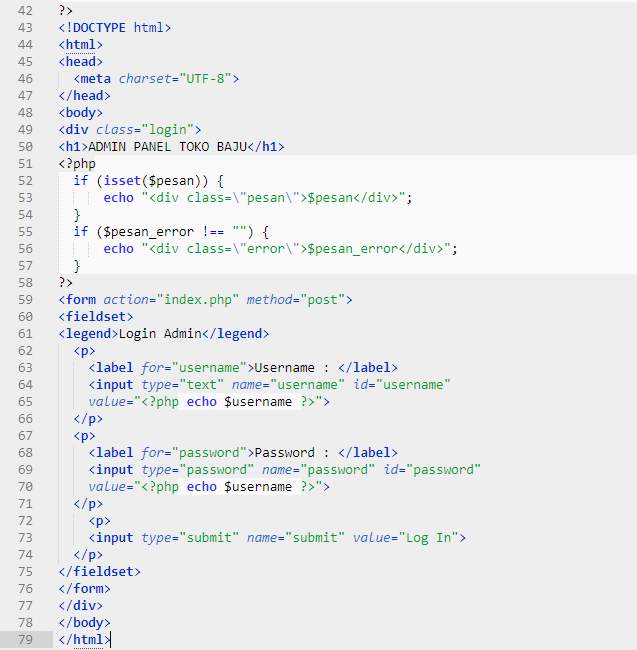 42 ?>
43 <!DOCTYPE html>
44 <html>
45 <head>
46   <meta charset="UTF-8">
47 </head>
48 <body>
49 <div class="login">
50 <h1>ADMIN PANEL TOKO BAJU</h1>
51 <?php
52   if (isset($pesan)) {
53       echo "<div class=\"pesan\">$pesan</div>";
54   }
55   if ($pesan_error !== "") {
56       echo "<div class=\"error\">$pesan_error</div>";
57   }
58 ?>
59 <form action="index.php" method="post">
60 <fieldset>
61 <legend>Login Admin</legend>
62   <p>
63     <label for="username">Username : </label>
64     <input type="text" name="username" id="username"
65     value="<?php echo $username ?>">
66   </p>
67   <p>
68     <label for="password">Password : </label>
69     <input type="password" name="password" id="password"
70     value="<?php echo $username ?>">
71   </p>
72     <p>
73     <input type="submit" name="submit" value="Log In">
74   </p>
75 </fieldset>
76 </form>
77 </div>
78 </body>
79 </html>